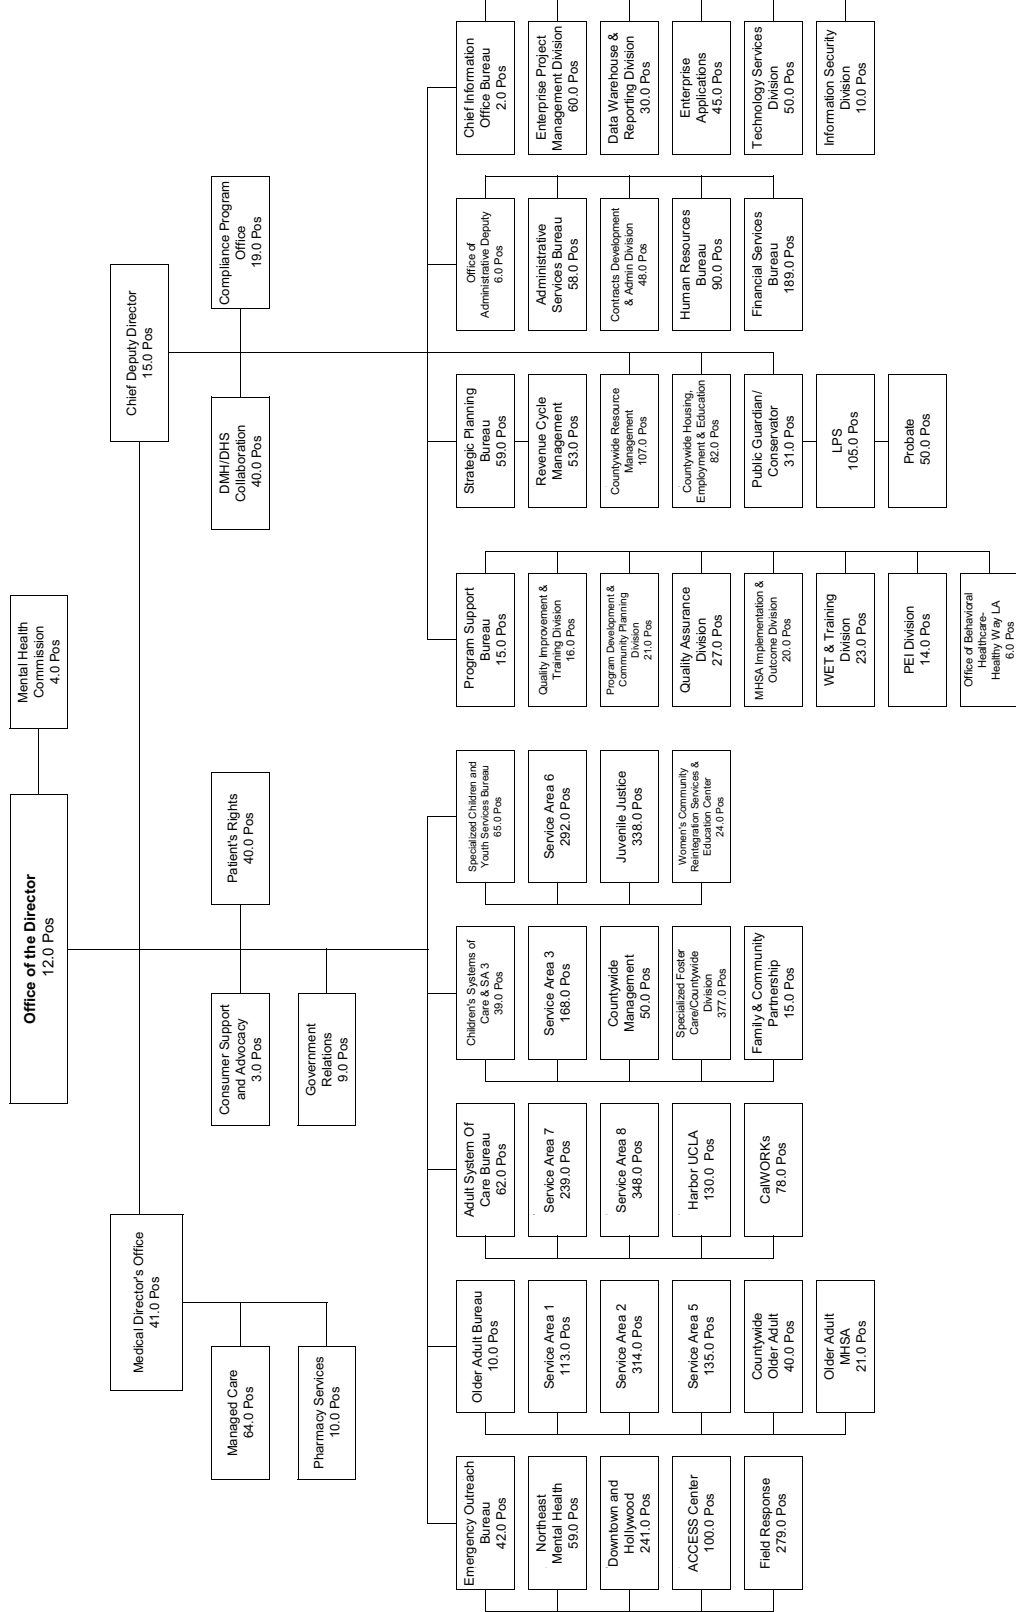 Office of the Director
12.0 Pos
Mental Health
Commission
4.0 Pos
Medical Director's Office
41.0 Pos
Chief Deputy Director
15.0 Pos
Managed Care
64.0 Pos
Pharmacy Services
10.0 Pos
Consumer Support
and Advocacy
3.0 Pos
Patient's Rights
40.0 Pos
Government
Relations
9.0 Pos
DMH/DHS
Collaboration
40.0 Pos
Compliance Program
Office
19.0 Pos
Emergency Outreach
Bureau
42.0 Pos
Northeast
Mental Health
59.0 Pos
Downtown and
Hollywood
241.0 Pos
ACCESS Center
100.0 Pos
Field Response
279.0 Pos
Older Adult Bureau
10.0 Pos
Service Area 1
113.0 Pos
Service Area 2
314.0 Pos
Service Area 5
135.0 Pos
Countywide
Older Adult
40.0 Pos
Older Adult
MHSA
21.0 Pos
Adult System Of
Care Bureau
62.0 Pos
Service Area 7
239.0 Pos
Service Area 8
348.0 Pos
Harbor UCLA
130.0 Pos
CalWORKs
78.0 Pos
Children's Systems of
Care & SA 3
39.0 Pos
Service Area 3
168.0 Pos
Countywide
Management
50.0 Pos
Specialized Foster
Care/Countywide
Division
377.0 Pos
Family & Community
Partnership
15.0 Pos
Specialized Children and
Youth Services Bureau
65.0 Pos
Service Area 6
292.0 Pos
Juvenile Justice
338.0 Pos
Women's Community
Reintegration Services &
Education Center
24.0 Pos
Program Support
Bureau
15.0 Pos
Quality Improvement &
Training Division
16.0 Pos
Program Development &
Community Planning
Division
21.0 Pos
Quality Assurance
Division
27.0 Pos
MHSA Implementation &
Outcome Division
20.0 Pos
WET & Training
Division
23.0 Pos
PEI Division
14.0 Pos
Office of Behavioral
Healthcare-
Healthy Way LA
6.0 Pos
Strategic Planning
Bureau
59.0 Pos
Revenue Cycle
Management
53.0 Pos
Countywide Resource
Management
107.0 Pos
Countywide Housing,
Employment & Education
82.0 Pos
Public Guardian/
Conservator
31.0 Pos
LPS
105.0 Pos
Probate
50.0 Pos
Office of
Administrative Deputy
6.0 Pos
Administrative
Services Bureau
58.0 Pos
Contracts Development
& Admin Division
48.0 Pos
Human Resources
Bureau
90.0 Pos
Financial Services
Bureau
189.0 Pos
Chief Information
Office Bureau
2.0 Pos
Enterprise Project
Management Division
60.0 Pos
Data Warehouse &
Reporting Division
30.0 Pos
Enterprise
Applications
45.0 Pos
Technology Services
Division
50.0 Pos
Information Security
Division
10.0 Pos